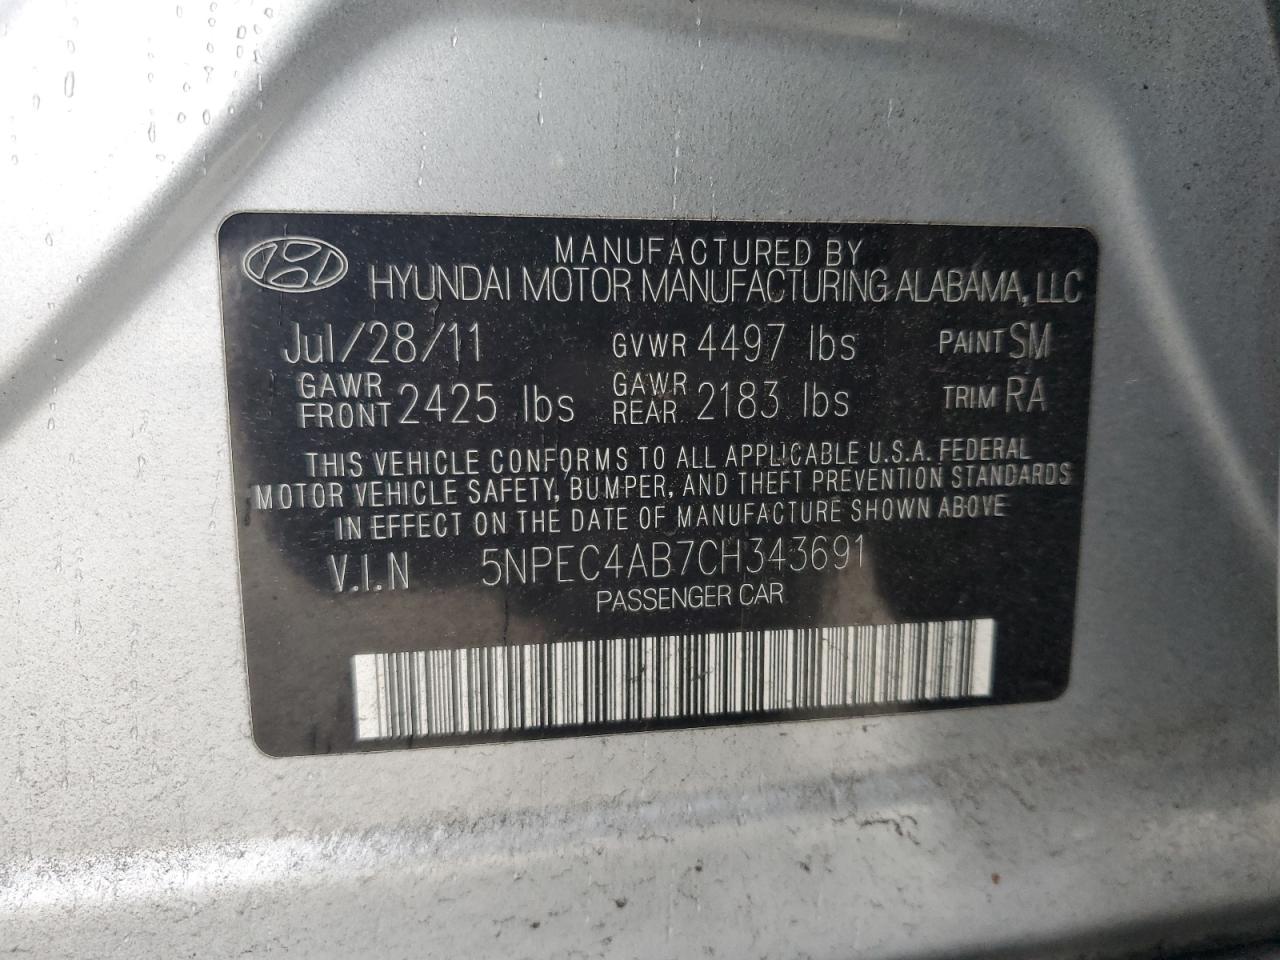 MANUFACTURED BY
HYUNDAI MOTOR MANUFACTURING ALABAMA, LLC
Jul/28/11 GVWR 4497 lbs PAINT SM
GAWR FRONT 2425 lbs GAWR REAR 2183 lbs TRIM RA
THIS VEHICLE CONFORMS TO ALL APPLICABLE U.S.A. FEDERAL
MOTOR VEHICLE SAFETY, BUMPER, AND THEFT PREVENTION STANDARDS
IN EFFECT ON THE DATE OF MANUFACTURE SHOWN ABOVE
V.I.N 5NPEC4AB7CH343691
PASSENGER CAR